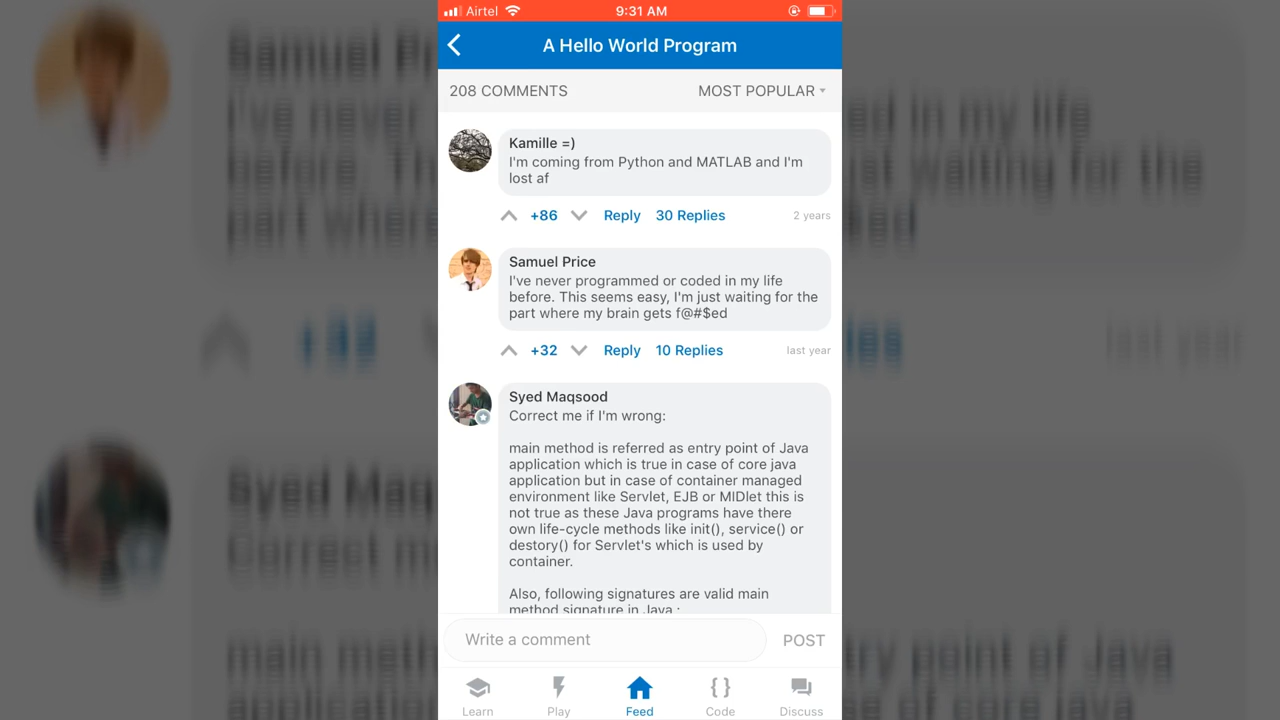 Airtel 9:31 AM
A Hello World Program
208 COMMENTS MOST POPULAR
Kamille =)
I'm coming from Python and MATLAB and I'm
lost af
+86 Reply 30 Replies 2 years
Samuel Price
I've never programmed or coded in my life
before. This seems easy, I'm just waiting for the
part where my brain gets f@#$ed
+32 Reply 10 Replies last year
Syed Maqsood
Correct me if I'm wrong:
main method is referred as entry point of Java
application which is true in case of core java
application but in case of container managed
environment like Servlet, EJB or MIDlet this is
not true as these Java programs have there
own life-cycle methods like init(), service() or
destory() for Servlet's which is used by
container.
Also, following signatures are valid main
method signature in Java :
Write a comment POST
Learn Play Feed Code Discuss